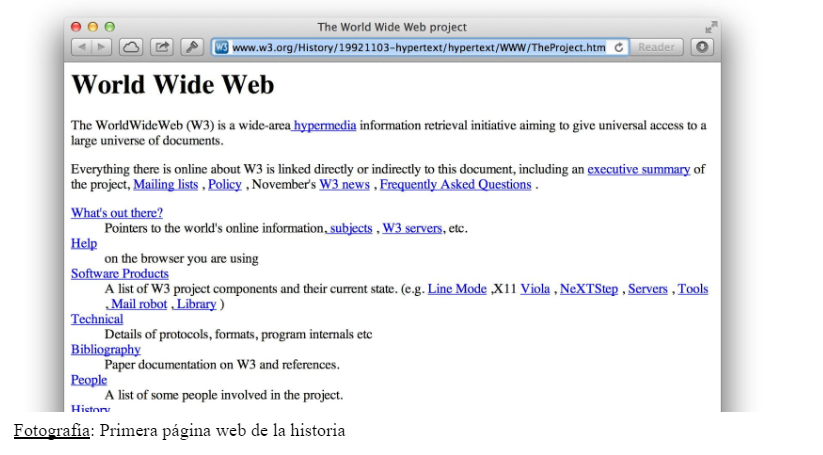 The World Wide Web project
W3 www.w3.org/History/19921103-hypertext/hypertext/WWW/TheProject.htm Reader
World Wide Web
The WorldWideWeb (W3) is a wide-area hypermedia information retrieval initiative aiming to give universal access to a
large universe of documents.
Everything there is online about W3 is linked directly or indirectly to this document, including an executive summary of
the project, Mailing lists , Policy , November's W3 news , Frequently Asked Questions .
What's out there?
Pointers to the world's online information, subjects , W3 servers, etc.
Help
on the browser you are using
Software Products
A list of W3 project components and their current state. (e.g. Line Mode ,X11 Viola , NeXTStep , Servers , Tools
, Mail robot , Library )
Technical
Details of protocols, formats, program internals etc
Bibliography
Paper documentation on W3 and references.
People
A list of some people involved in the project.
History
Fotografía: Primera página web de la historia